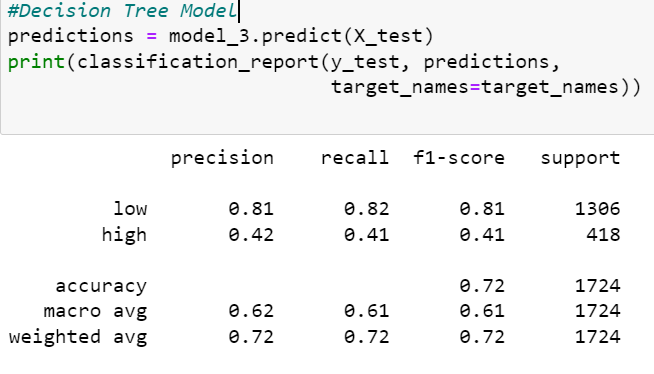 #Decision Tree Model
predictions = model_3.predict(X_test)
print(classification_report(y_test, predictions,
target_names=target_names))
precision recall f1-score support
low 0.81 0.82 0.81 1306
high 0.42 0.41 0.41 418
accuracy 0.72 1724
macro avg 0.62 0.61 0.61 1724
weighted avg 0.72 0.72 0.72 1724